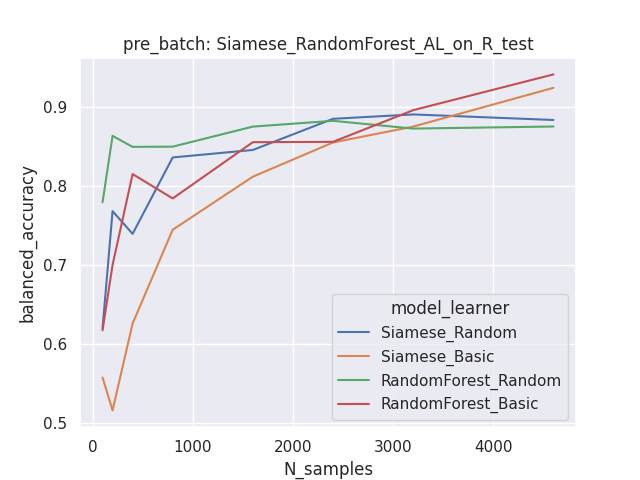 pre_batch: Siamese_RandomForest_AL_on_R_test
balanced_accuracy
0.9
0.8
0.7
0.6
0.5
0
1000
2000
3000
4000
N_samples
model_learner
Siamese_Random
Siamese_Basic
RandomForest_Random
RandomForest_Basic